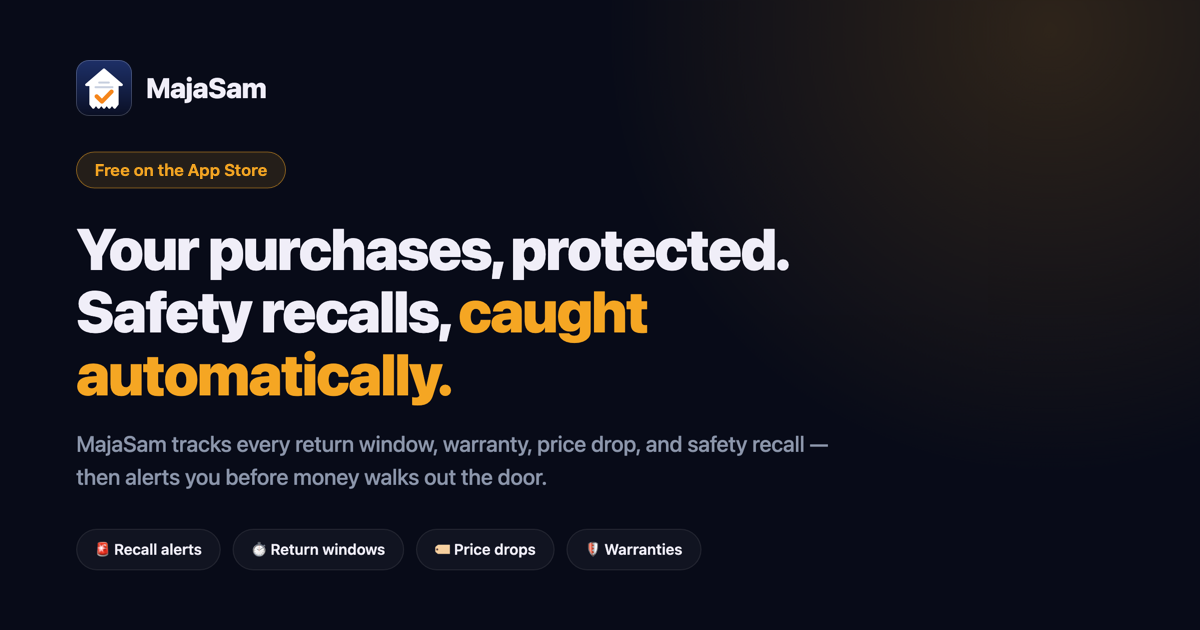 MajaSam
Free on the App Store
Your purchases, protected.
Safety recalls, caught
automatically.
MajaSam tracks every return window, warranty, price drop, and safety recall —
then alerts you before money walks out the door.
🚨 Recall alerts
⏱️ Return windows
🏷️ Price drops
🛡️ Warranties